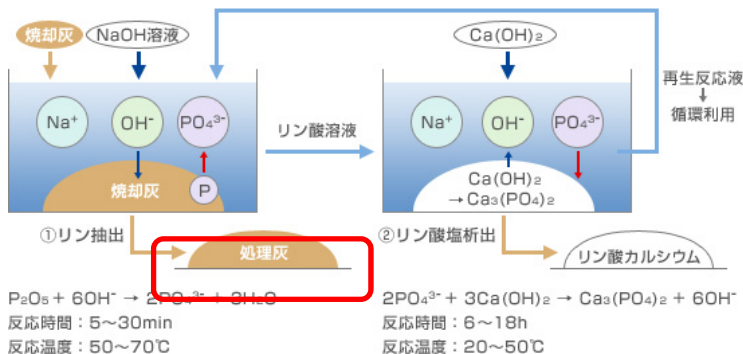 焼却灰
NaOH溶液
Na⁺
OH⁻
PO₄³⁻
焼却灰
P
①リン抽出
処理灰
P₂O₅ + 6OH⁻ → 2PO₄³⁻ + 3H₂O
反応時間：5〜30min
反応温度：50〜70℃
リン酸溶液
Ca(OH)₂
Na⁺
OH⁻
PO₄³⁻
Ca(OH)₂
→Ca₃(PO₄)₂
②リン酸塩析出
リン酸カルシウム
2PO₄³⁻ + 3Ca(OH)₂ → Ca₃(PO₄)₂ + 6OH⁻
反応時間：6〜18h
反応温度：20〜50℃
再生反応液
↓
循環利用